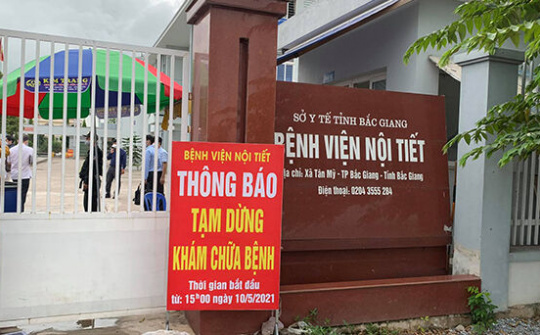 KIM TRANG
SỞ Y TẾ TỈNH BẮC GIANG
BỆNH VIỆN NỘI TIẾT
Địa chỉ: Xã Tân Mỹ - TP Bắc Giang - Tỉnh Bắc Giang
Điện thoại: 0204 3555 284
BỆNH VIỆN NỘI TIẾT
THÔNG BÁO
TẠM DỪNG
KHÁM CHỮA BỆNH
Thời gian bắt đầu
từ: 15h00 ngày 10/5/2021